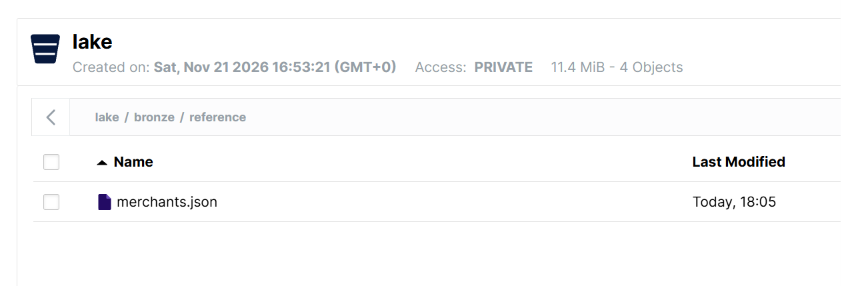 lake
Created on: Sat, Nov 21 2026 16:53:21 (GMT+0) Access: PRIVATE 11.4 MiB - 4 Objects
lake / bronze / reference
Name Last Modified
merchants.json Today, 18:05